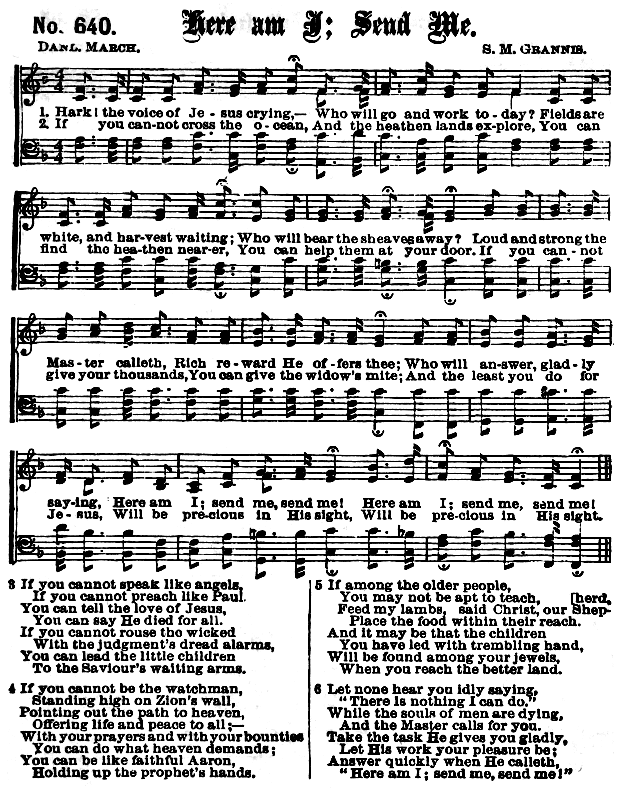 No. 640.
Here am I; Send Me.
DANL. MARCH.
S. M. GRANNIS.
4 4
1. Hark! the voice of Je - sus crying,— Who will go and work to - day? Fields are
2. If you can-not cross the o - cean, And the heathen lands ex-plore, You can
4 4
white, and har-vest waiting; Who will bear the sheaves away? Loud and strong the
find tho hea-then near-er, You can help them at your door. If you can - not
Mas - ter calleth, Rich re - ward He of - fers thee; Who will an-swer, glad - ly
give your thousands, You can give the widow's mite; And the least you do for
say-ing, Here am I; send me, send me! Here am I; send me, send me!
Je - sus, Will be pre-cious in His sight, Will be pre-cious in His sight.
3 If you cannot speak like angels,
If you cannot preach like Paul
You can tell the love of Jesus,
You can say He died for all.
If you cannot rouse tho wicked
With the judgment's dread alarms,
You can lead the little children
To the Saviour's waiting arms.
4 If you cannot be the watchman,
Standing high on Zion's wall,
Pointing out the path to heaven,
Offering life and peace to all;—
With your prayers and with your bounties
You can do what heaven demands;
You can be like faithful Aaron,
Holding up the prophet's hands.
5 If among the older people,
You may not be apt to teach, [herd,
Feed my lambs, said Christ, our Shep-
Place the food within their reach.
And it may be that the children
You have led with trembling hand,
Will be found among your jewels,
When you reach the better land.
6 Let none hear you idly saying,
"There is nothing I can do."
While the souls of men are dying,
And the Master calls for you.
Take the task He gives you gladly,
Let His work your pleasure be;
Answer quickly when He calleth,
"Here am I; send me, send me!"